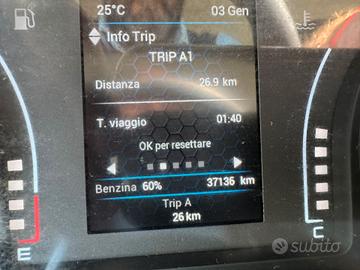 25°C 03 Gen
Info Trip
TRIP A1
Distanza 26.9 km
T. viaggio 01:40
OK per resettare
Benzina 60% 37136 km
Trip A
26 km
E C
subito